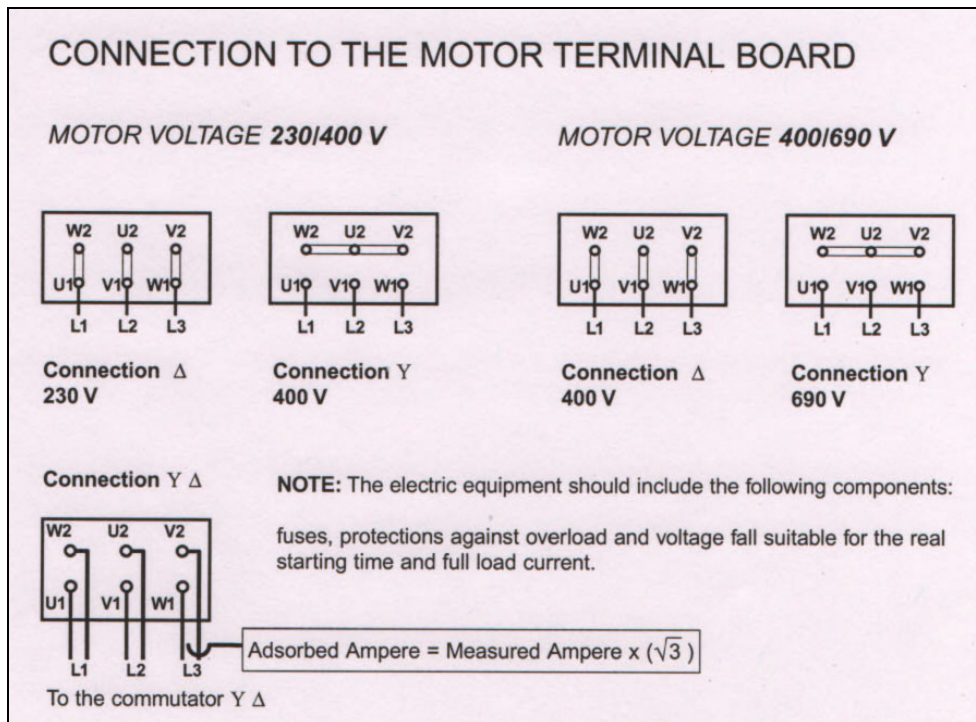 CONNECTION TO THE MOTOR TERMINAL BOARD
MOTOR VOLTAGE 230/400 V
W2 U2 V2
U1 V1 W1
L1 L2 L3
Connection Δ
230 V
W2 U2 V2
U1 V1 W1
L1 L2 L3
Connection Y
400 V
MOTOR VOLTAGE 400/690 V
W2 U2 V2
U1 V1 W1
L1 L2 L3
Connection Δ
400 V
W2 U2 V2
U1 V1 W1
L1 L2 L3
Connection Y
690 V
Connection Y Δ
W2 U2 V2
U1 V1 W1
L1 L2 L3
To the commutator Y Δ
Adsorbed Ampere = Measured Ampere x (√3 )
NOTE: The electric equipment should include the following components:
fuses, protections against overload and voltage fall suitable for the real
starting time and full load current.